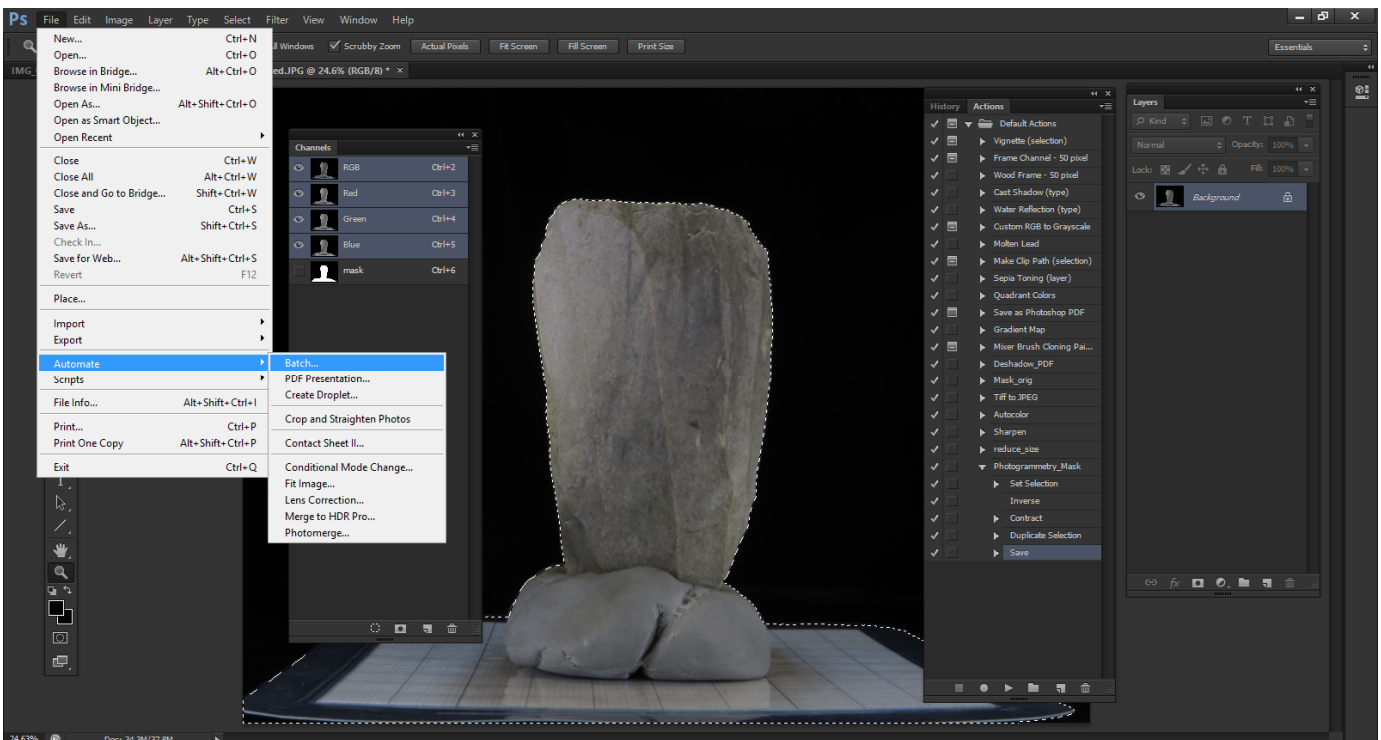 Ps File Edit Image Layer Type Select Filter View Window Help
ll Windows Scrubby Zoom Actual Pixels Fit Screen Fill Screen Print Size Essentials
IMG_ ed.JPG @ 24.6% (RGB/8) * ×
New... Ctrl+N
Open... Ctrl+O
Browse in Bridge... Alt+Ctrl+O
Browse in Mini Bridge...
Open As... Alt+Shift+Ctrl+O
Open as Smart Object...
Open Recent
Close Ctrl+W
Close All Alt+Ctrl+W
Close and Go to Bridge... Shift+Ctrl+W
Save Ctrl+S
Save As... Shift+Ctrl+S
Check In...
Save for Web... Alt+Shift+Ctrl+S
Revert F12
Place...
Import
Export
Automate
Scripts
File Info... Alt+Shift+Ctrl+I
Print... Ctrl+P
Print One Copy Alt+Shift+Ctrl+P
Exit Ctrl+Q
Batch...
PDF Presentation...
Create Droplet...
Crop and Straighten Photos
Contact Sheet II...
Conditional Mode Change...
Fit Image...
Lens Correction...
Merge to HDR Pro...
Photomerge...
Channels
RGB Ctrl+2
Red Ctrl+3
Green Ctrl+4
Blue Ctrl+5
mask Ctrl+6
History Actions
Default Actions
Vignette (selection)
Frame Channel - 50 pixel
Wood Frame - 50 pixel
Cast Shadow (type)
Water Reflection (type)
Custom RGB to Grayscale
Molten Lead
Make Clip Path (selection)
Sepia Toning (layer)
Quadrant Colors
Save as Photoshop PDF
Gradient Map
Mixer Brush Cloning Pai...
Deshadow_PDF
Mask_orig
Tiff to JPEG
Autocolor
Sharpen
reduce_size
Photogrammetry_Mask
Set Selection
Inverse
Contract
Duplicate Selection
Save
Layers
Kind
Normal Opacity: 100%
Lock: Fill: 100%
Background
24.63% Doc: 34.3M/37.8M